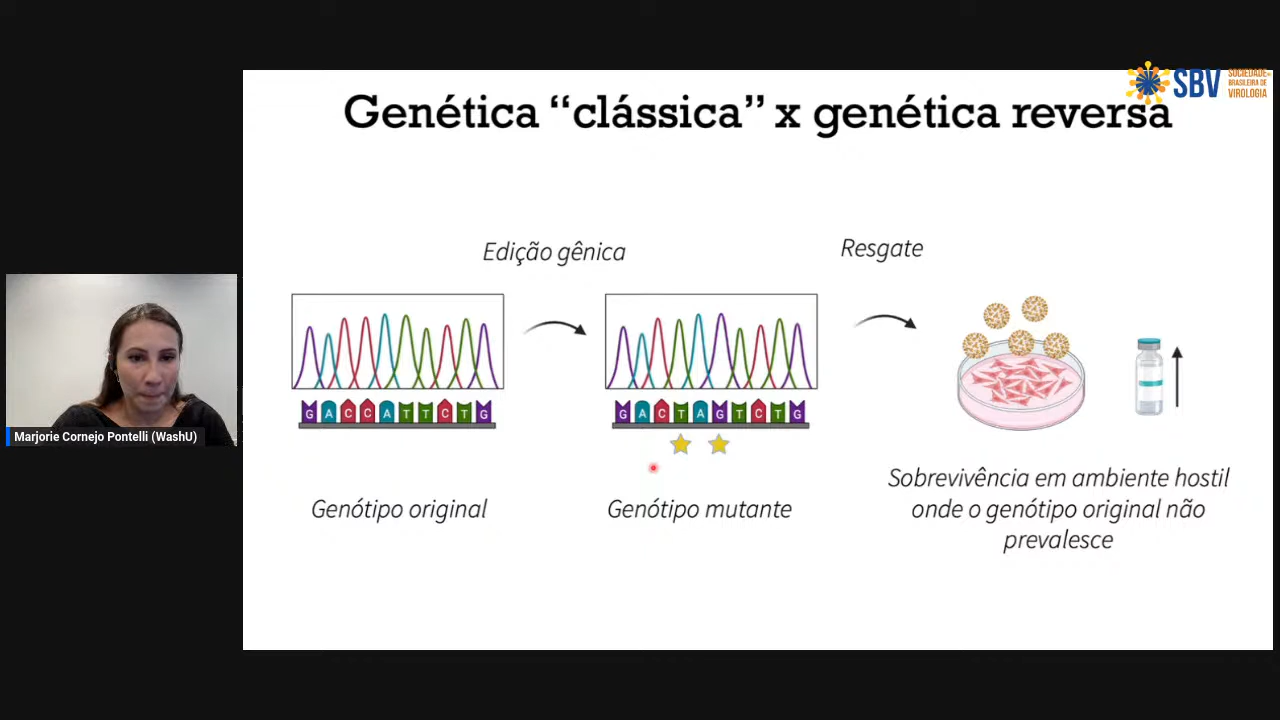 SBV
SOCIEDADE
BRASILEIRA DE
VIROLOGIA
Genética “clássica” x genética reversa
Edição gênica
Resgate
G A C C A T T C T G
G A C T A G T C T G
Marjorie Cornejo Pontelli (WashU)
Genótipo original
Genótipo mutante
Sobrevivência em ambiente hostil
onde o genótipo original não
prevalesce